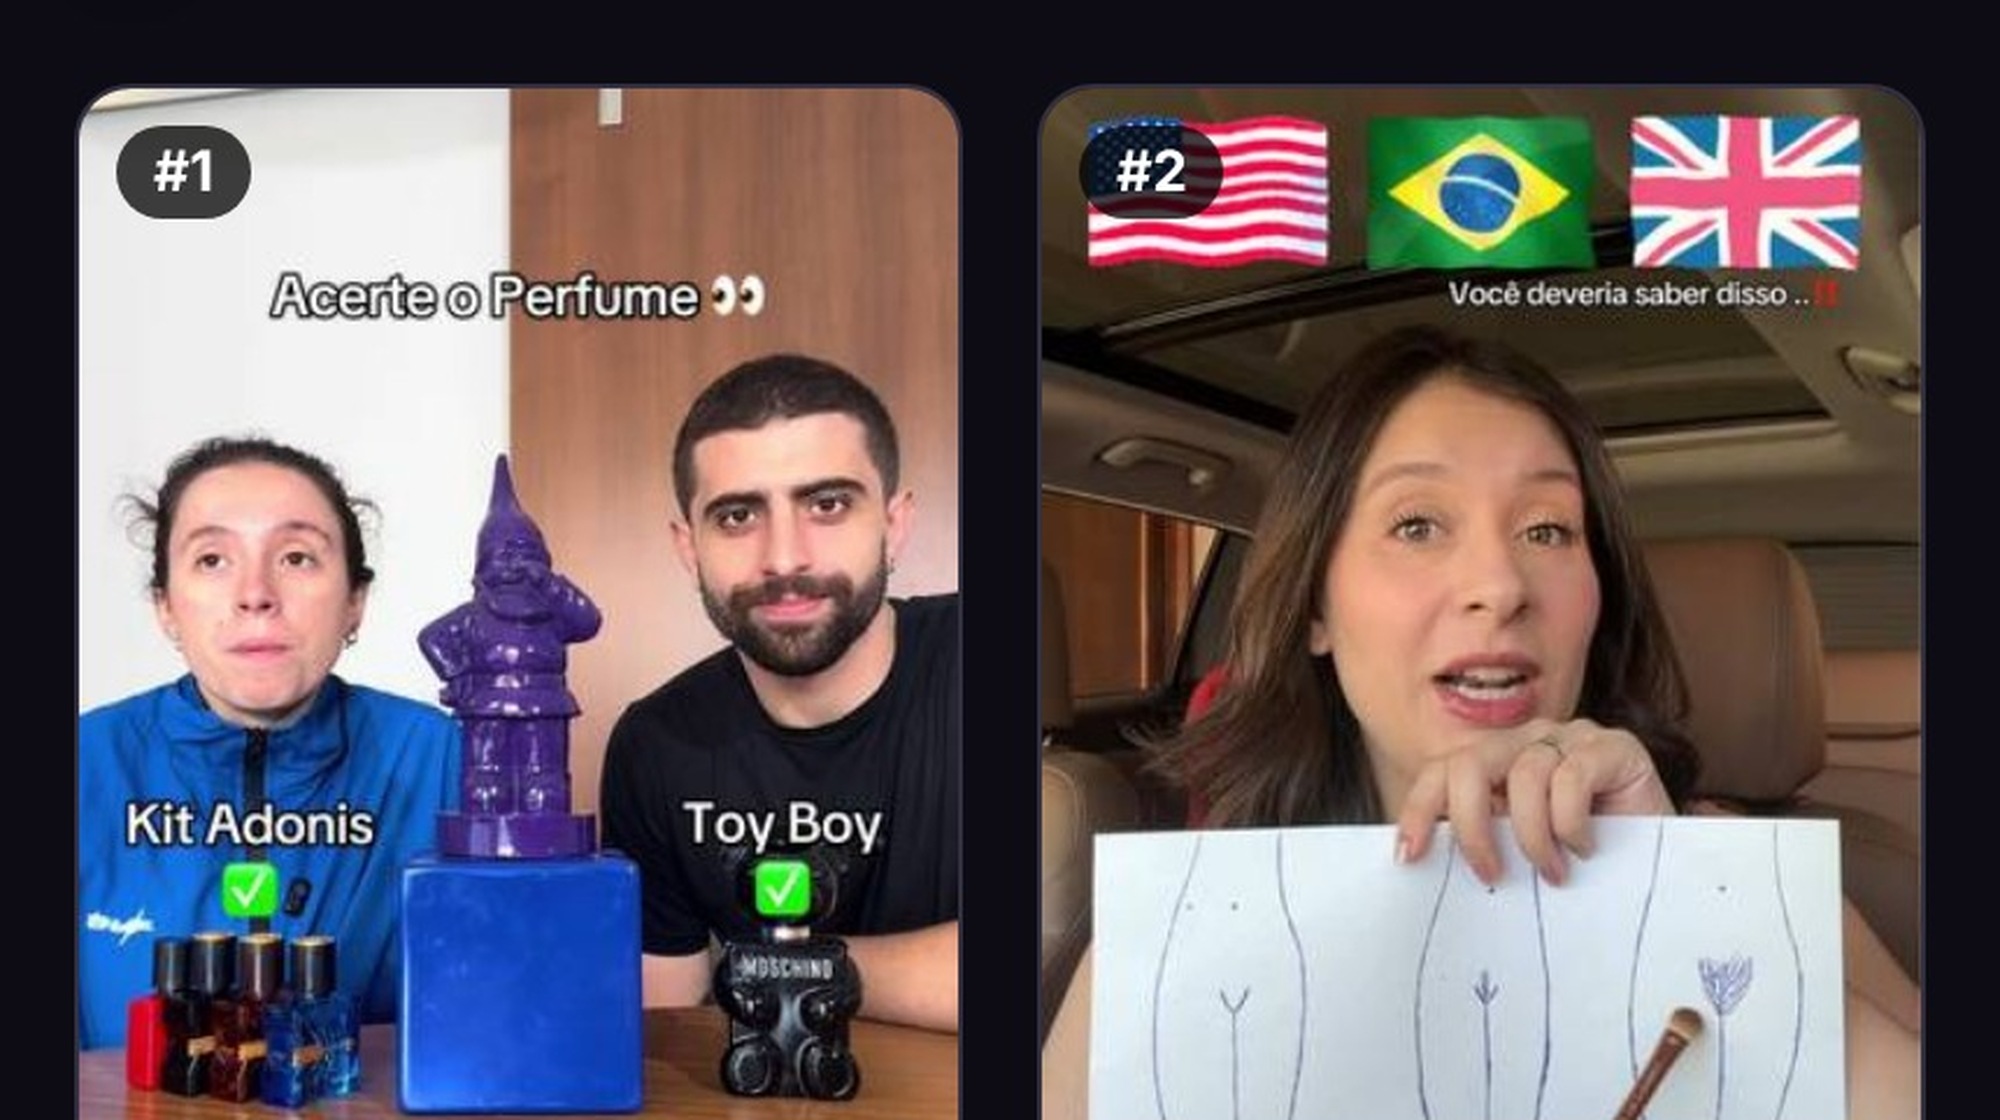 #1
Acerte o Perfume 👀
Kit Adonis
✅
Toy Boy
✅
MOSCHINO
#2
Você deveria saber disso ..‼️